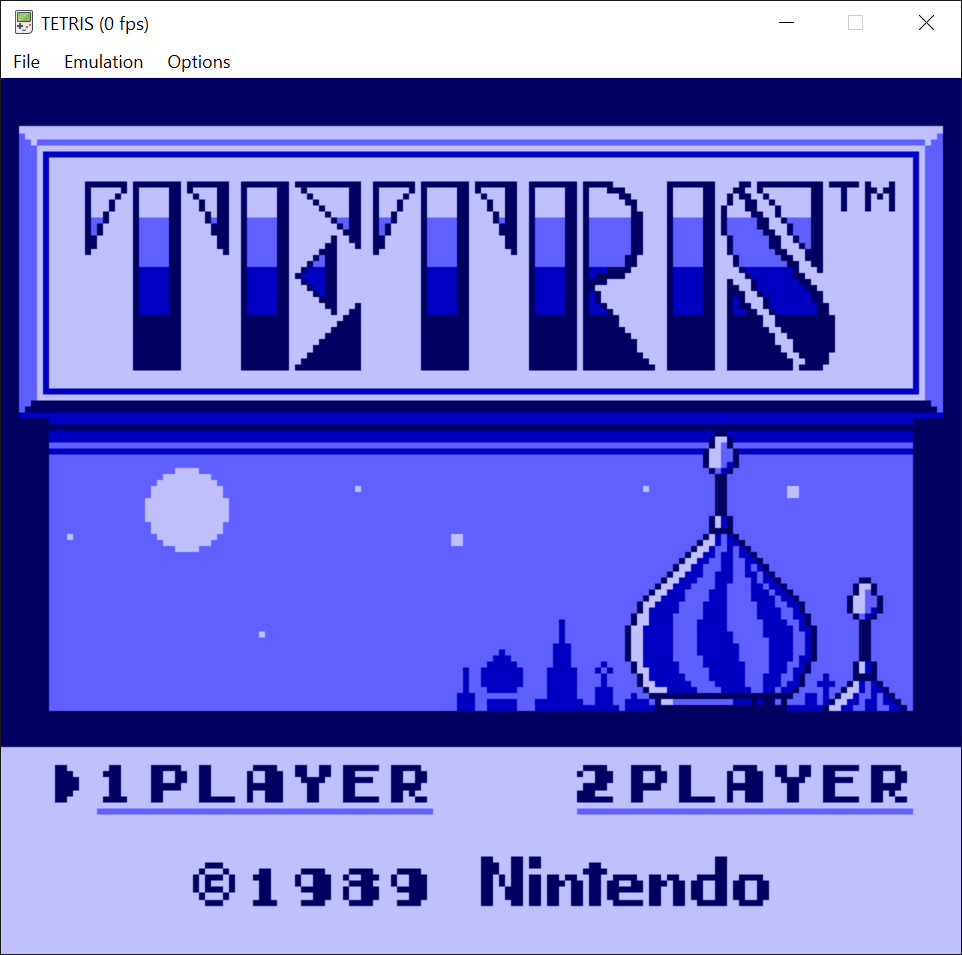 TETRIS (0 fps)
File Emulation Options
TETRIS™
1PLAYER 2PLAYER
©1989 Nintendo